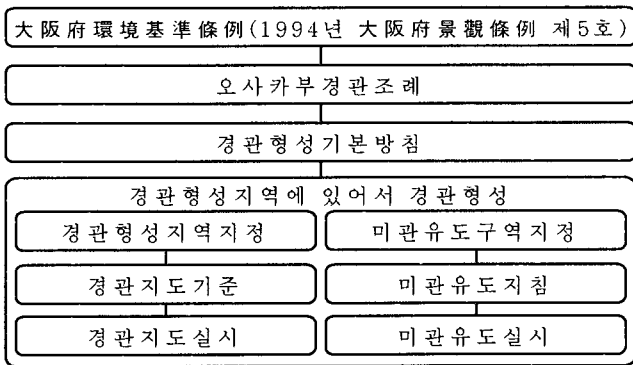 大阪府環境基準條例(1994년 大阪府景觀條例 제5호)
오사카부경관조례
경관형성기본방침
경관형성지역에 있어서 경관형성
경관형성지역지정 미관유도구역지정
경관지도기준 미관유도지침
경관지도실시 미관유도실시